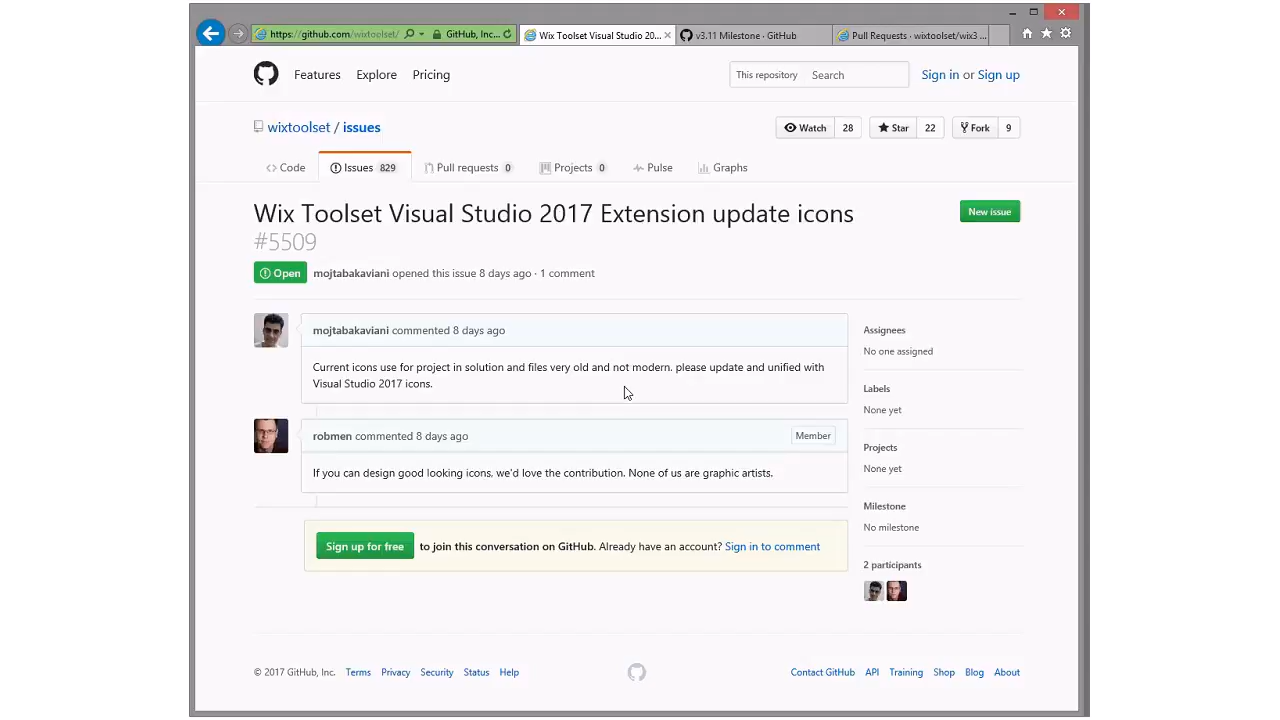 https://github.com/wixtoolset/
GitHub, Inc...
Wix Toolset Visual Studio 20...
v3.11 Milestone · GitHub
Pull Requests · wixtoolset/wix3 ...
Features Explore Pricing
This repository Search
Sign in or Sign up
wixtoolset / issues
Watch 28
Star 22
Fork 9
Code
Issues 829
Pull requests 0
Projects 0
Pulse
Graphs
Wix Toolset Visual Studio 2017 Extension update icons
#5509
New issue
Open
mojtabakaviani opened this issue 8 days ago · 1 comment
mojtabakaviani commented 8 days ago
Current icons use for project in solution and files very old and not modern. please update and unified with
Visual Studio 2017 icons.
robmen commented 8 days ago
Member
If you can design good looking icons, we'd love the contribution. None of us are graphic artists.
Sign up for free to join this conversation on GitHub. Already have an account? Sign in to comment
Assignees
No one assigned
Labels
None yet
Projects
None yet
Milestone
No milestone
2 participants
© 2017 GitHub, Inc. Terms Privacy Security Status Help
Contact GitHub API Training Shop Blog About